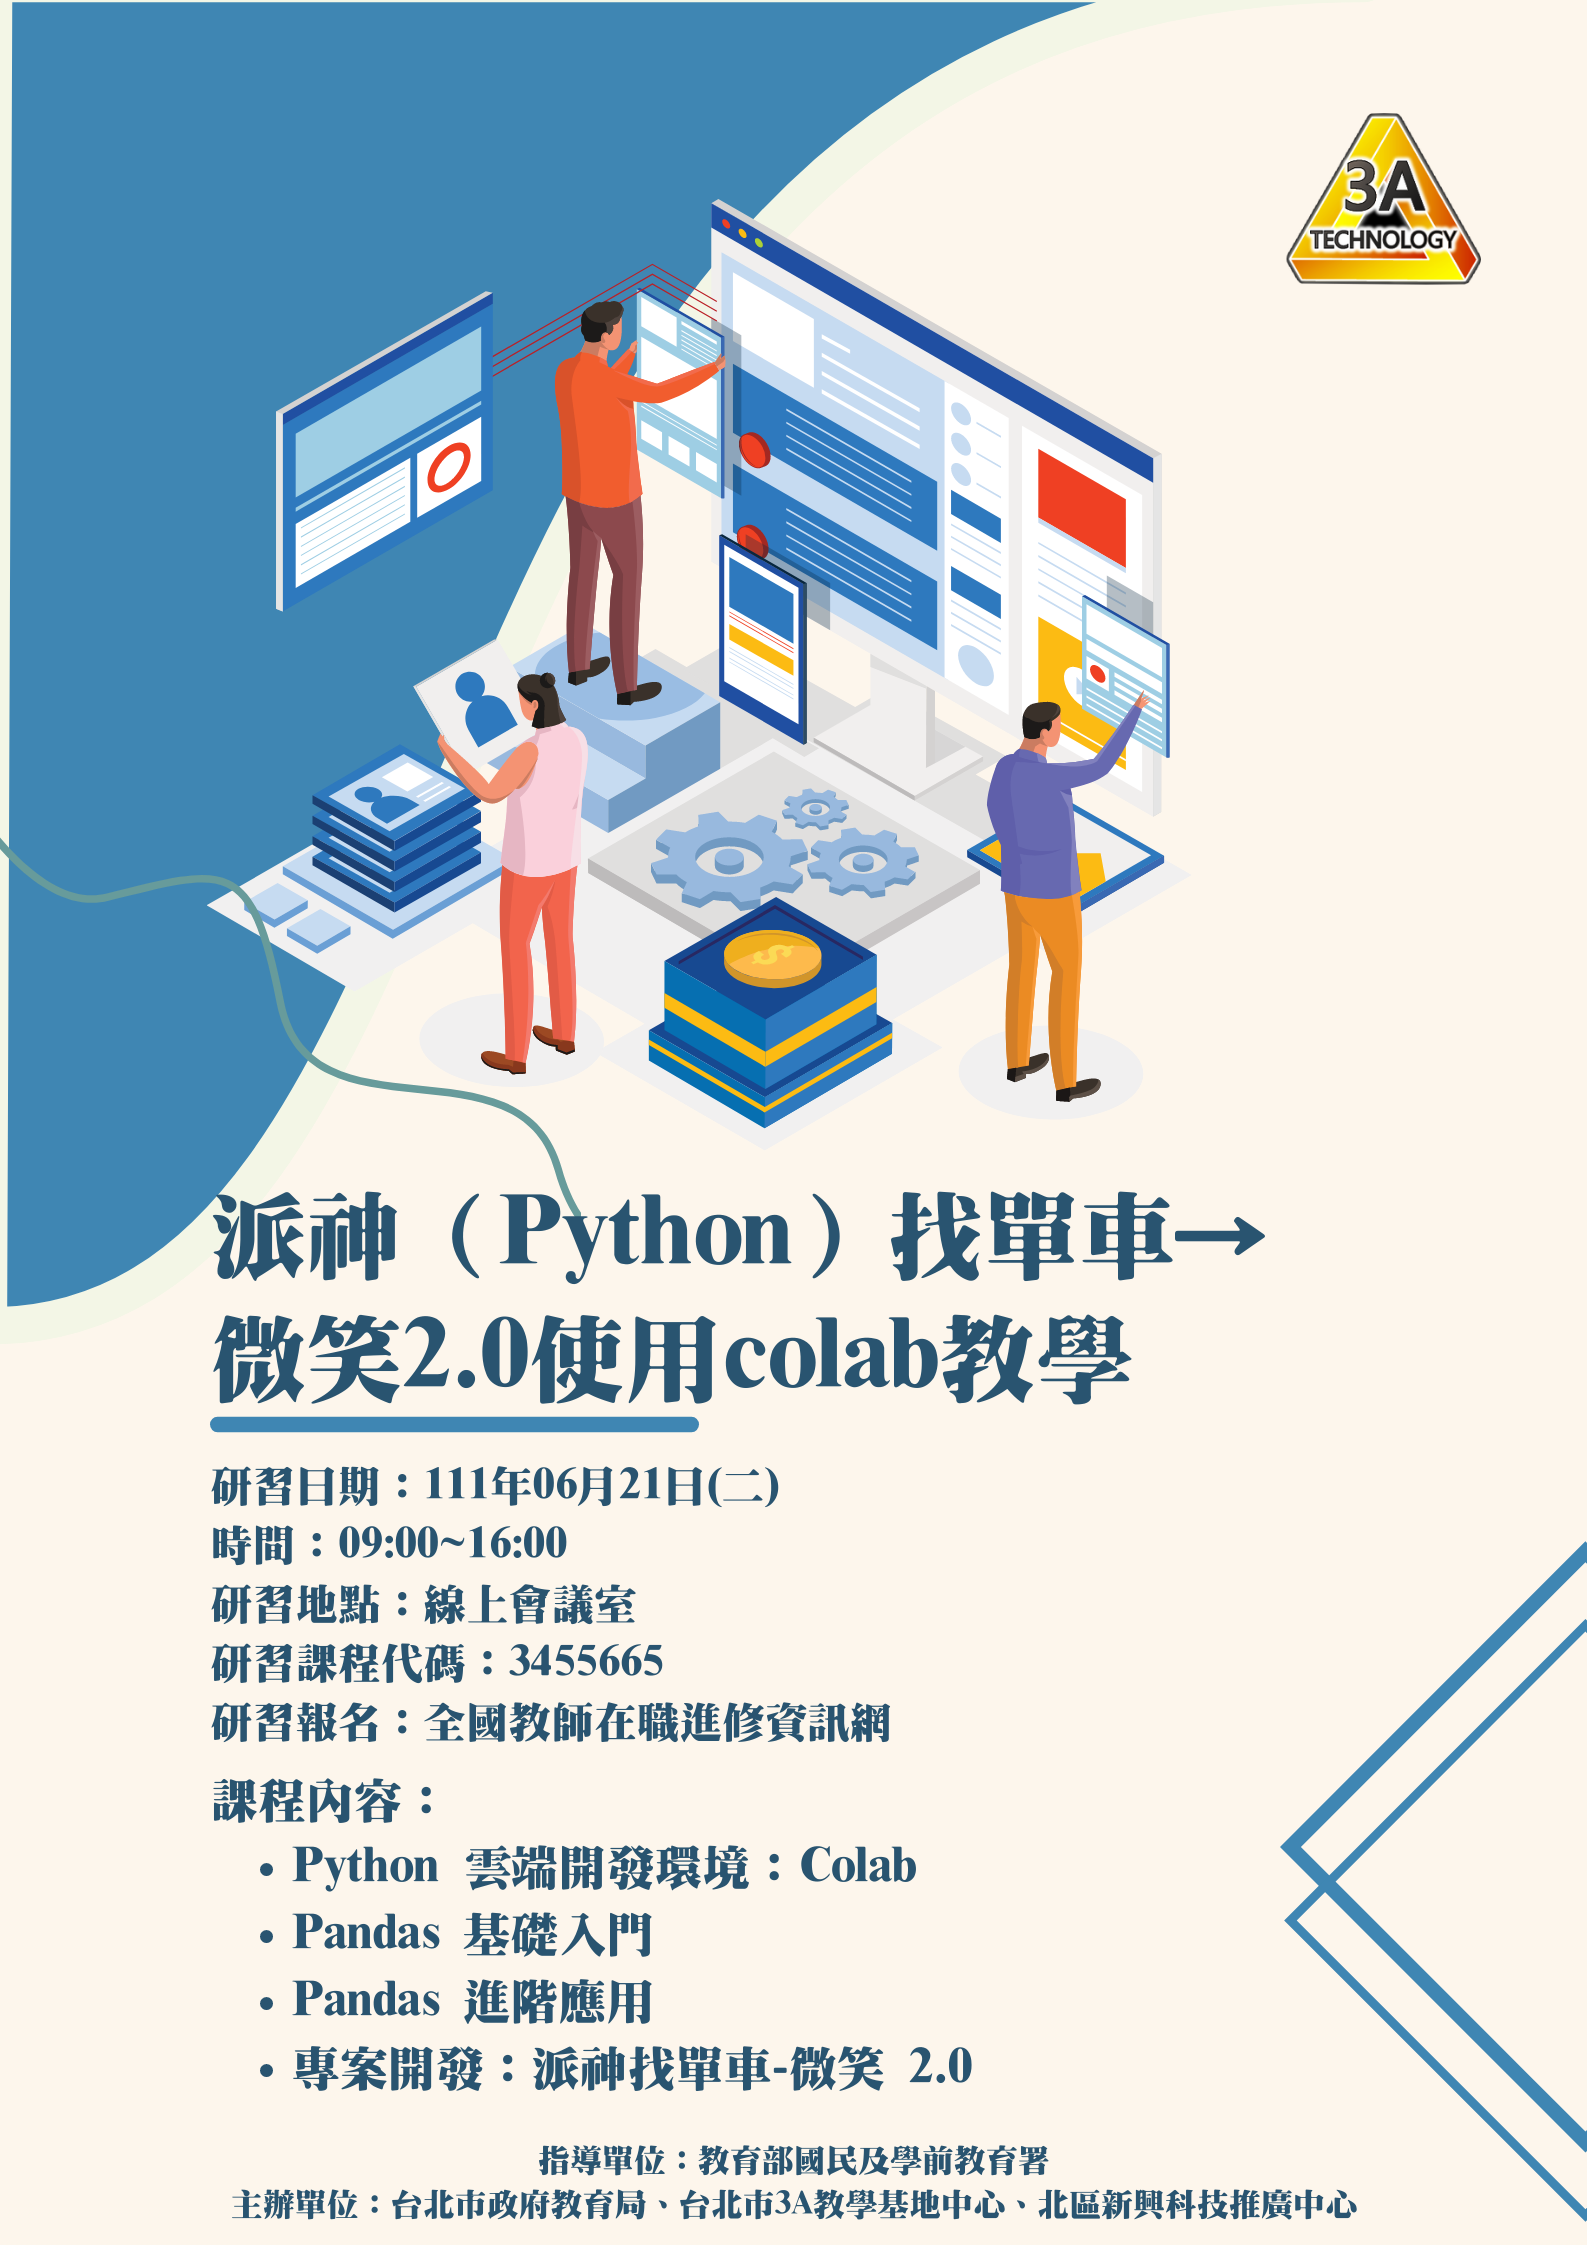 3A
TECHNOLOGY
派神（Python）找單車→
微笑2.0使用colab教學
研習日期：111年06月21日(二)
時間：09:00~16:00
研習地點：線上會議室
研習課程代碼：3455665
研習報名：全國教師在職進修資訊網
課程內容：
• Python 雲端開發環境：Colab
• Pandas 基礎入門
• Pandas 進階應用
• 專案開發：派神找單車-微笑 2.0
指導單位：教育部國民及學前教育署
主辦單位：台北市政府教育局、台北市3A教學基地中心、北區新興科技推廣中心